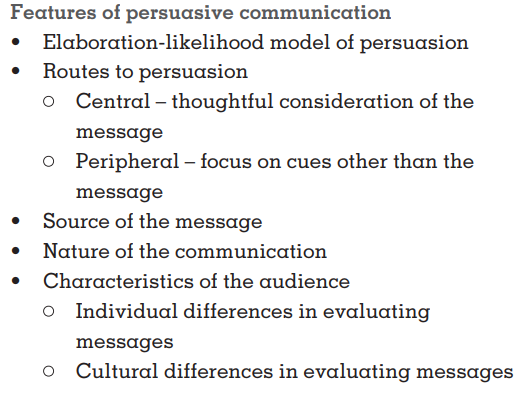 Features of persuasive communication
• Elaboration-likelihood model of persuasion
• Routes to persuasion
○ Central – thoughtful consideration of the
message
○ Peripheral – focus on cues other than the
message
• Source of the message
• Nature of the communication
• Characteristics of the audience
○ Individual differences in evaluating
messages
○ Cultural differences in evaluating messages